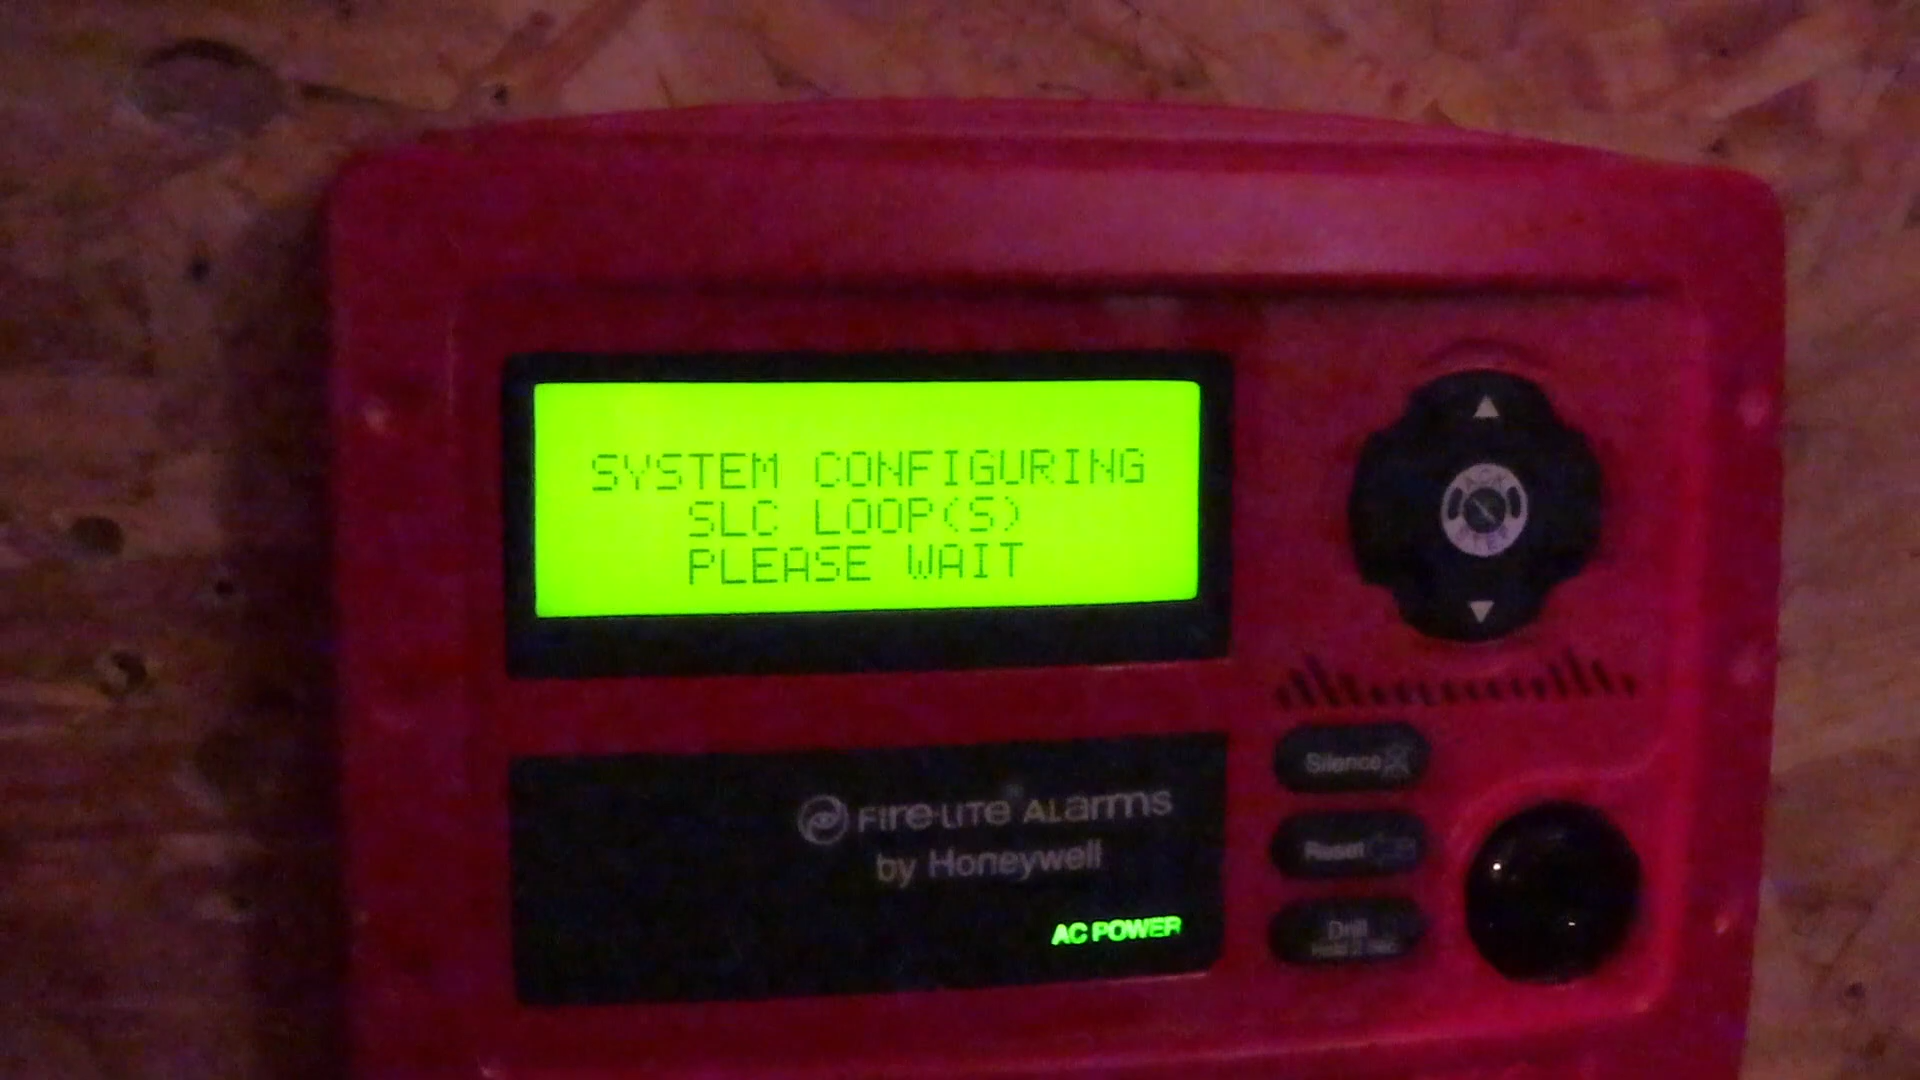 SYSTEM CONFIGURING
SLC LOOP(S)
PLEASE WAIT
FIRE-LITE ALARMS
by Honeywell
AC POWER
Silence
Reset
Drill